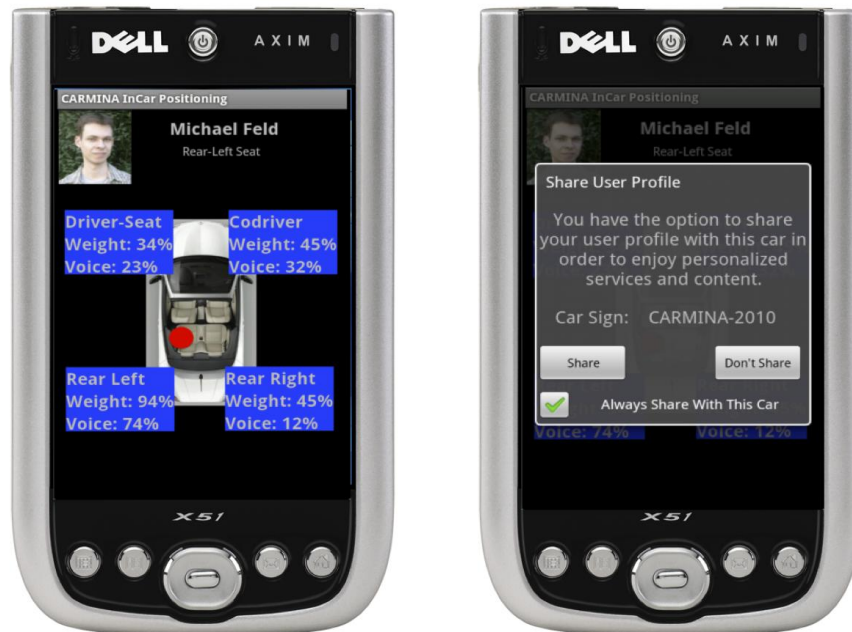 DELL
AXIM
CARMINA InCar Positioning
Michael Feld
Rear-Left Seat
Driver-Seat
Weight: 34%
Voice: 23%
Codriver
Weight: 45%
Voice: 32%
Rear Left
Weight: 94%
Voice: 74%
Rear Right
Weight: 45%
Voice: 12%
X51
DELL
AXIM
CARMINA InCar Positioning
Michael Feld
Rear-Left Seat
Share User Profile
You have the option to share
your user profile with this car in
order to enjoy personalized
services and content.
Car Sign: CARMINA-2010
Share
Don't Share
Always Share With This Car
Voice: 74%
Voice: 12%
X51